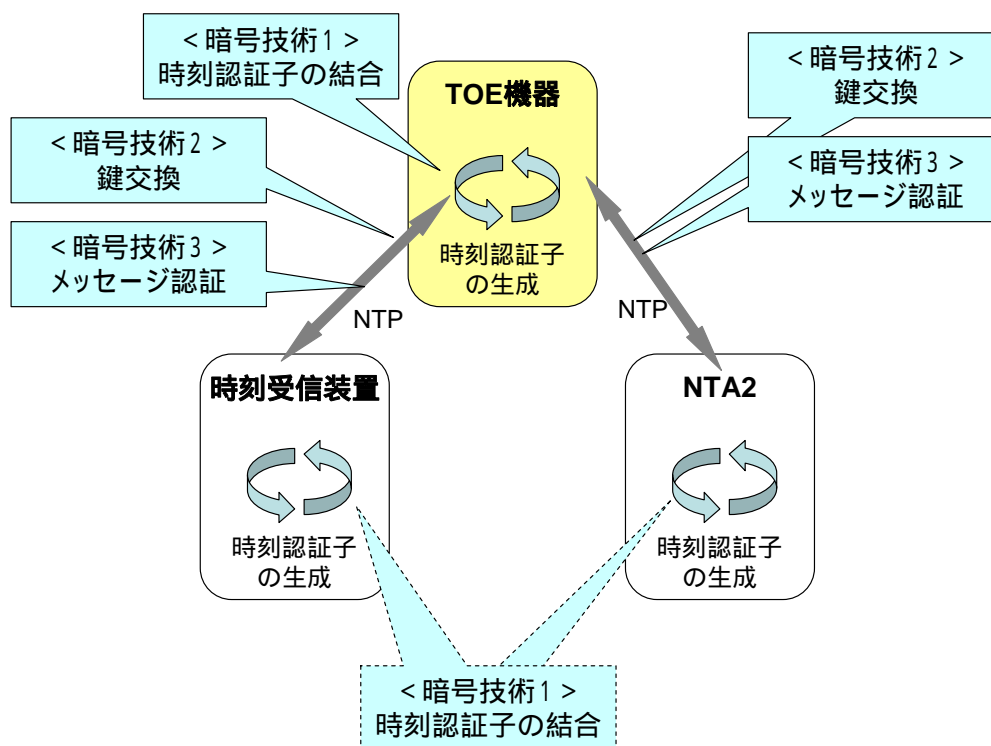 ＜暗号技術1＞
時刻認証子の結合
＜暗号技術2＞
鍵交換
＜暗号技術3＞
メッセージ認証
TOE機器
時刻認証子
の生成
＜暗号技術2＞
鍵交換
＜暗号技術3＞
メッセージ認証
NTP
NTP
時刻受信装置
時刻認証子
の生成
NTA2
時刻認証子
の生成
＜暗号技術1＞
時刻認証子の結合